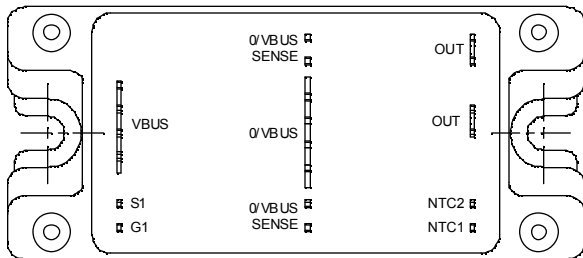 0/VBUS
SENSE
OUT
VBUS
0/VBUS
OUT
S1
0/VBUS
NTC2
G1
SENSE
NTC1